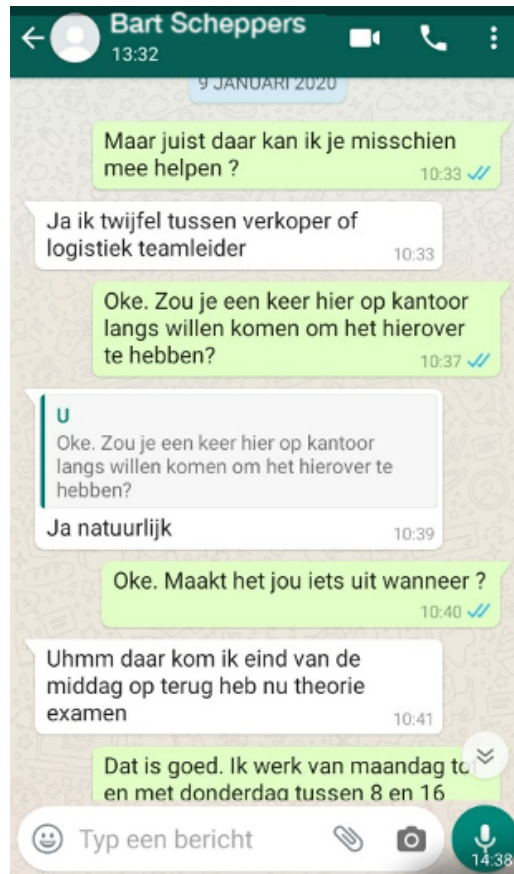 Bart Scheppers
13:32
9 JANUARI 2020
Maar juist daar kan ik je misschien
mee helpen ?
10:33
Ja ik twijfel tussen verkoper of
logistiek teamleider
10:33
Oke. Zou je een keer hier op kantoor
langs willen komen om het hierover
te hebben?
10:37
U
Oke. Zou je een keer hier op kantoor
langs willen komen om het hierover te
hebben?
Ja natuurlijk
10:39
Oke. Maakt het jou iets uit wanneer ?
10:40
Uhmm daar kom ik eind van de
middag op terug heb nu theorie
examen
10:41
Dat is goed. Ik werk van maandag tot
en met donderdag tussen 8 en 16
Typ een bericht
14:38